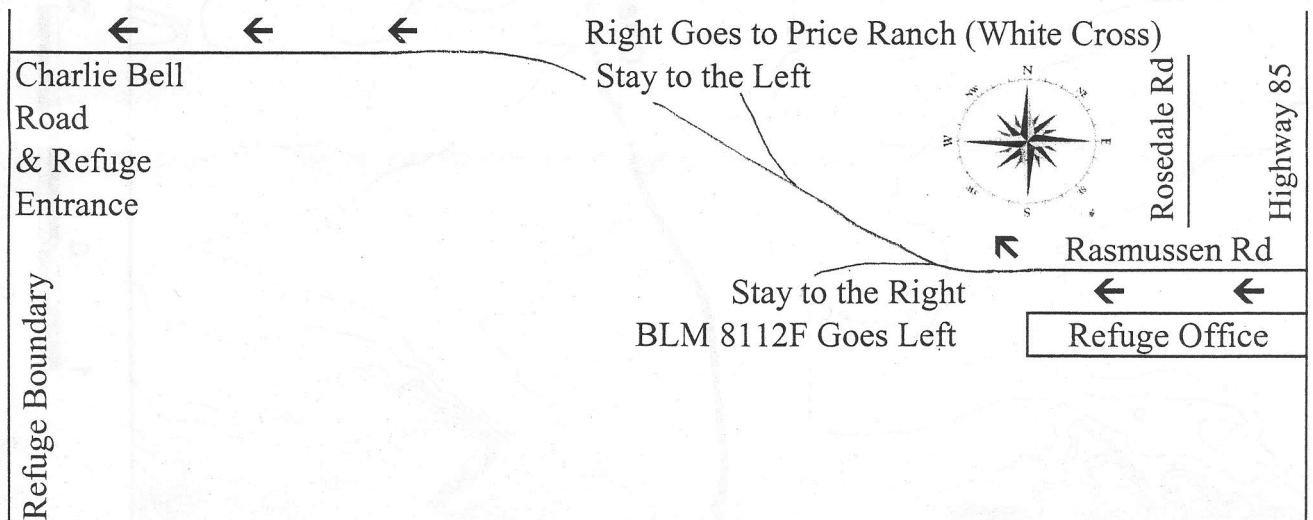 Right Goes to Price Ranch (White Cross)
Stay to the Left
Charlie Bell
Road
& Refuge
Entrance
N
E
S
W
Rosedale Rd
Highway 85
Rasmussen Rd
Stay to the Right
BLM 8112F Goes Left
Refuge Office
Refuge Boundary